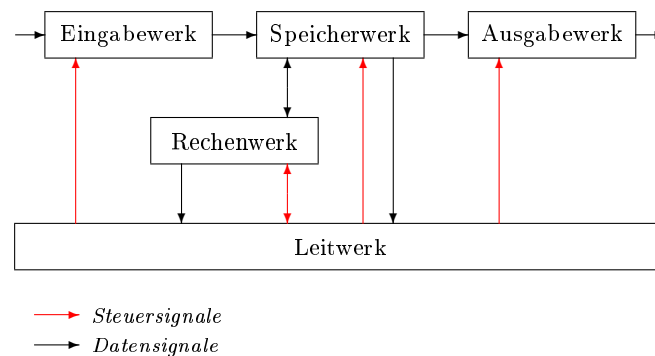 Eingabewerk
Speicherwerk
Ausgabewerk
Rechenwerk
Leitwerk
Steuersignale
Datensignale